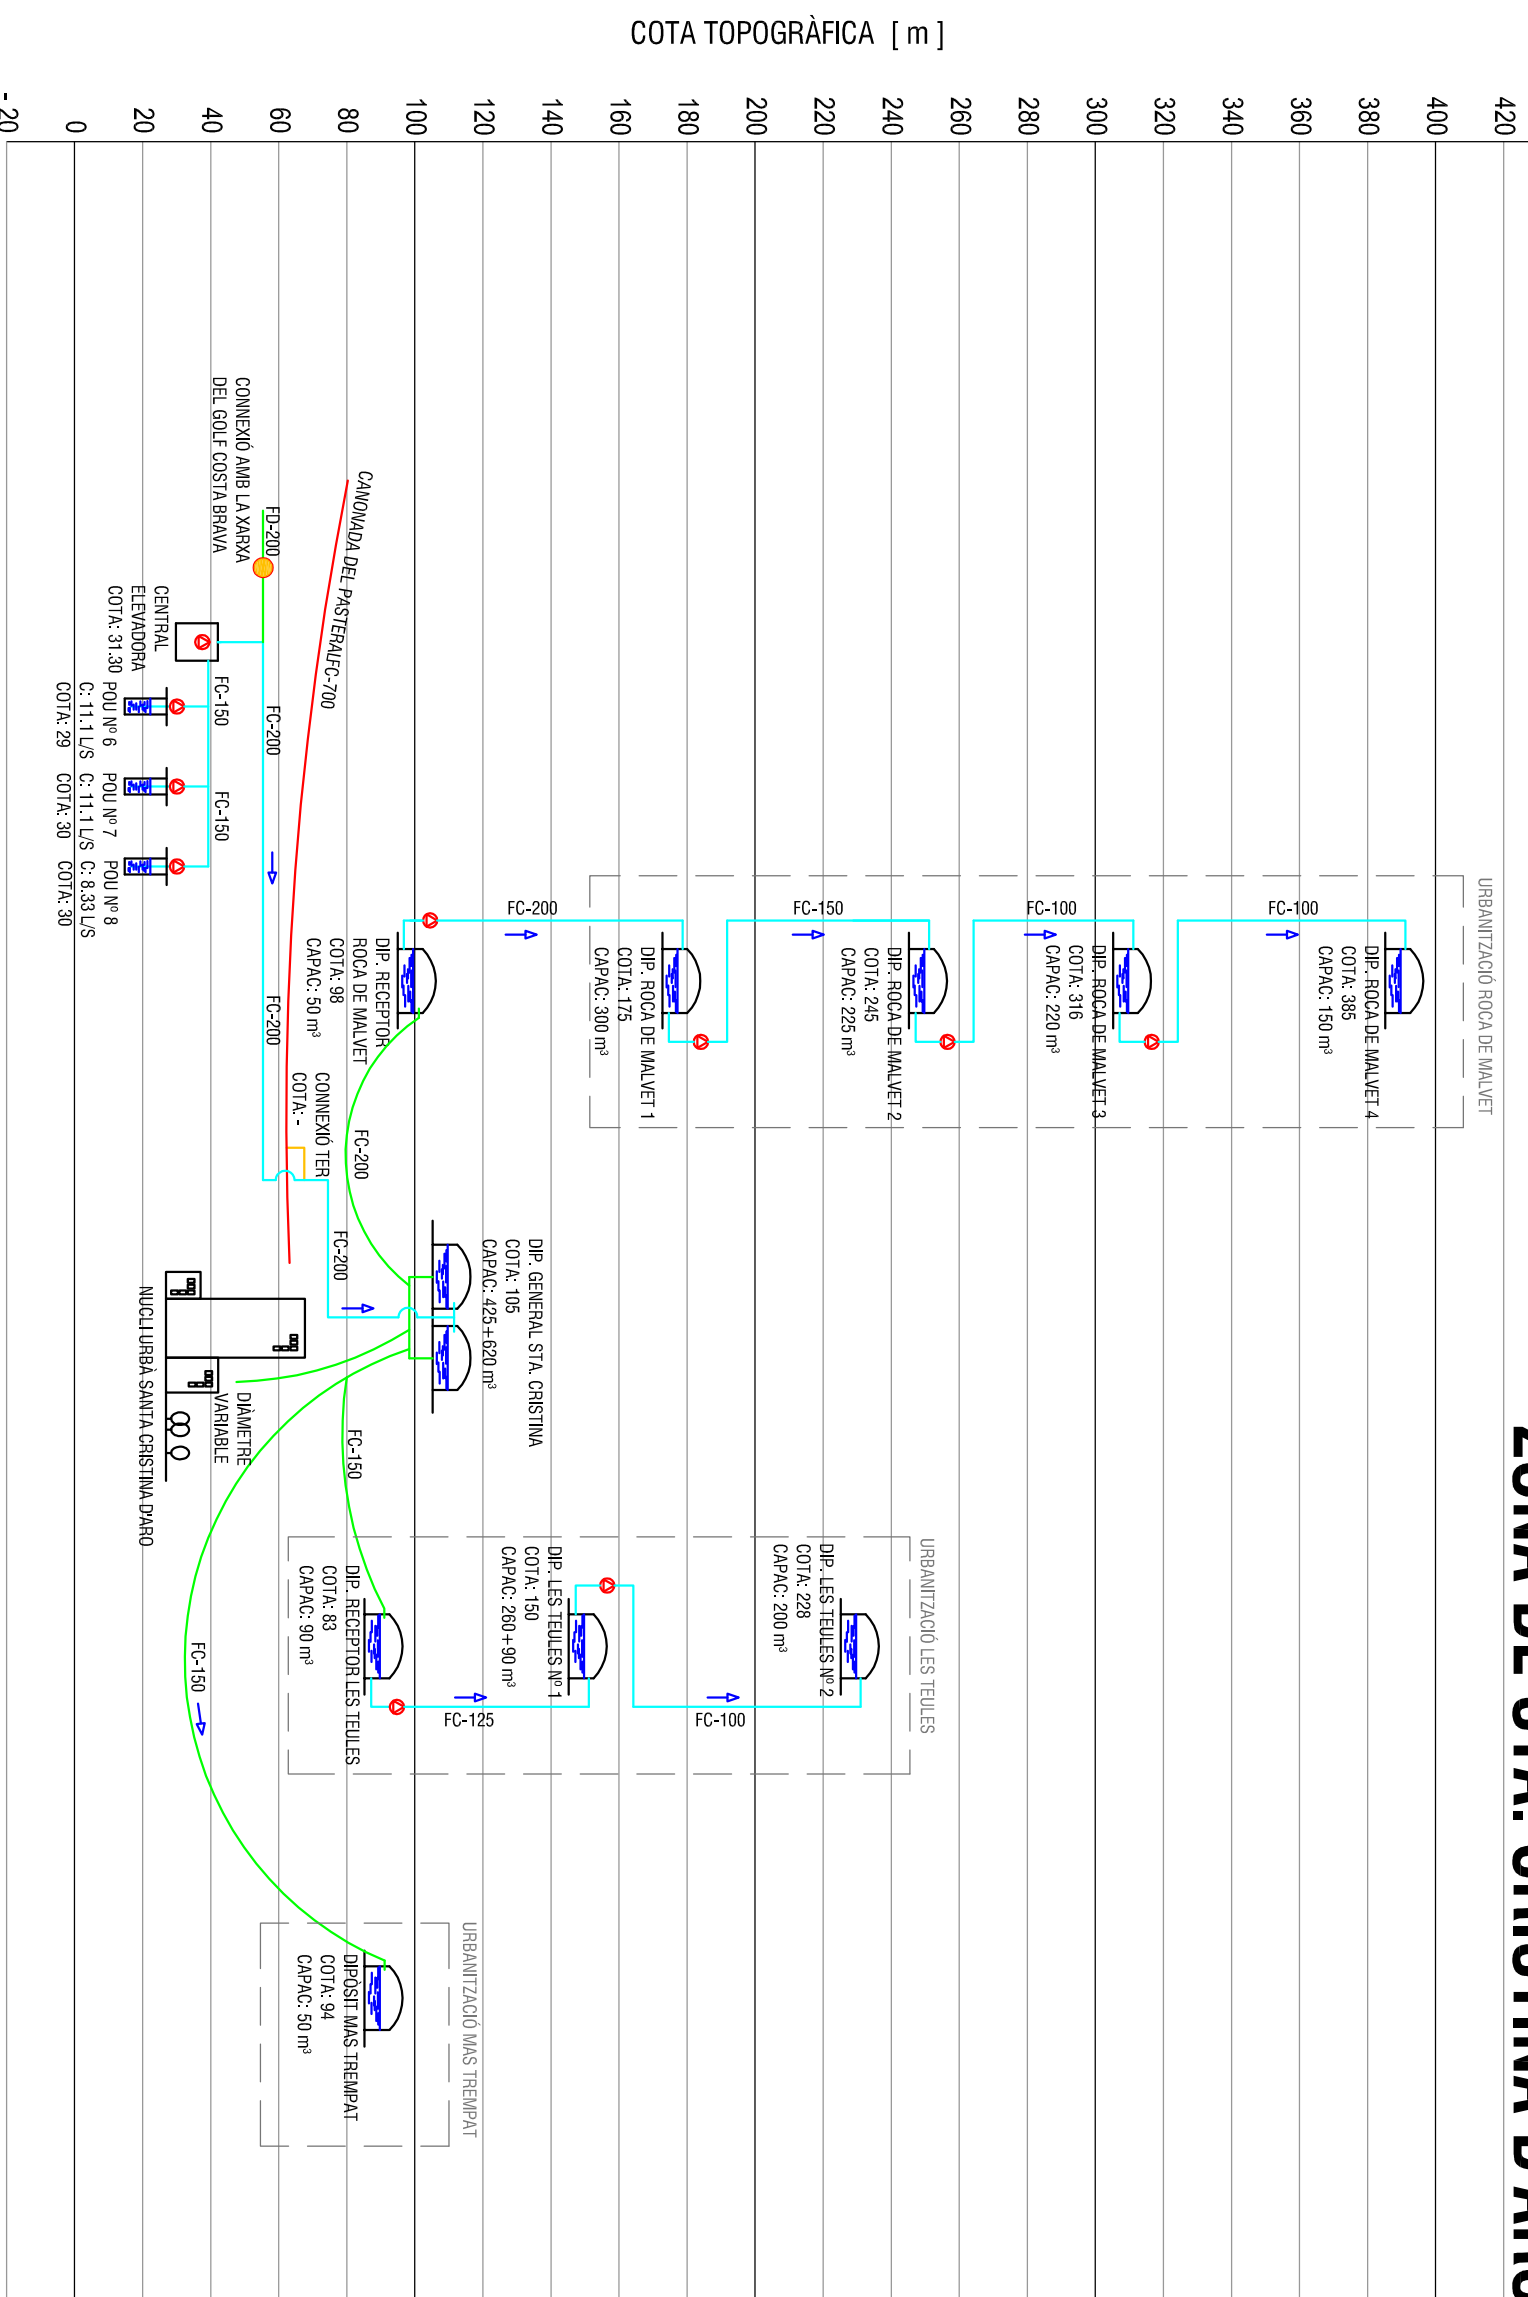 ZONA DE STA. CRISTINA D'ARO
COTA TOPOGRÀFICA [ m ]
420
400
380
360
340
320
300
280
260
240
220
200
180
160
140
120
100
80
60
40
20
0
-20
URBANITZACIÓ ROCA DE MALVET
DIP. ROCA DE MALVET 4
COTA: 385
CAPAC: 150 m³
FC-100
DIP. ROCA DE MALVET 3
COTA: 316
CAPAC: 220 m³
FC-100
DIP. ROCA DE MALVET 2
COTA: 245
CAPAC: 225 m³
FC-150
DIP. ROCA DE MALVET 1
COTA: 175
CAPAC: 300 m³
FC-200
DIP. RECEPTOR
ROCA DE MALVET
COTA: 98
CAPAC: 50 m³
FC-200
CANONADA DEL PASTERAL
FC-700
CONNEXIÓ AMB LA XARXA
DEL GOLF COSTA BRAVA
FD-200
FC-200
FC-200
CONNEXIÓ TER
COTA: -
FC-200
CENTRAL
ELEVADORA
COTA: 31.30
FC-150
FC-150
POU Nº 6
C: 11.1 L/S
COTA: 29
POU Nº 7
C: 11.1 L/S
COTA: 30
POU Nº 8
C: 8.33 L/S
COTA: 30
DIP. GENERAL STA. CRISTINA
COTA: 105
CAPAC: 425+620 m³
DIÀMETRE
VARIABLE
NUCLI URBÀ SANTA CRISTINA D'ARO
FC-150
FC-150
URBANITZACIÓ LES TEULES
DIP. LES TEULES Nº 2
COTA: 228
CAPAC: 200 m³
FC-100
DIP. LES TEULES Nº 1
COTA: 150
CAPAC: 260+90 m³
FC-125
DIP. RECEPTOR LES TEULES
COTA: 83
CAPAC: 90 m³
URBANITZACIÓ MAS TREMPAT
DIPÒSIT MAS TREMPAT
COTA: 94
CAPAC: 50 m³